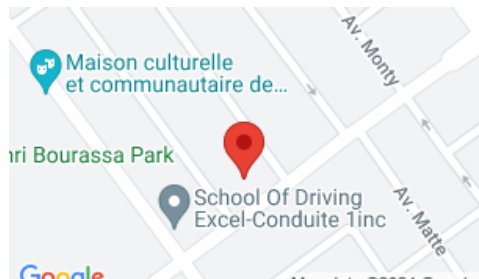 Maison culturelle
et communautaire de...
Av. Monty
nri Bourassa Park
School Of Driving
Excel-Conduite 1inc
Av. Matte
Google